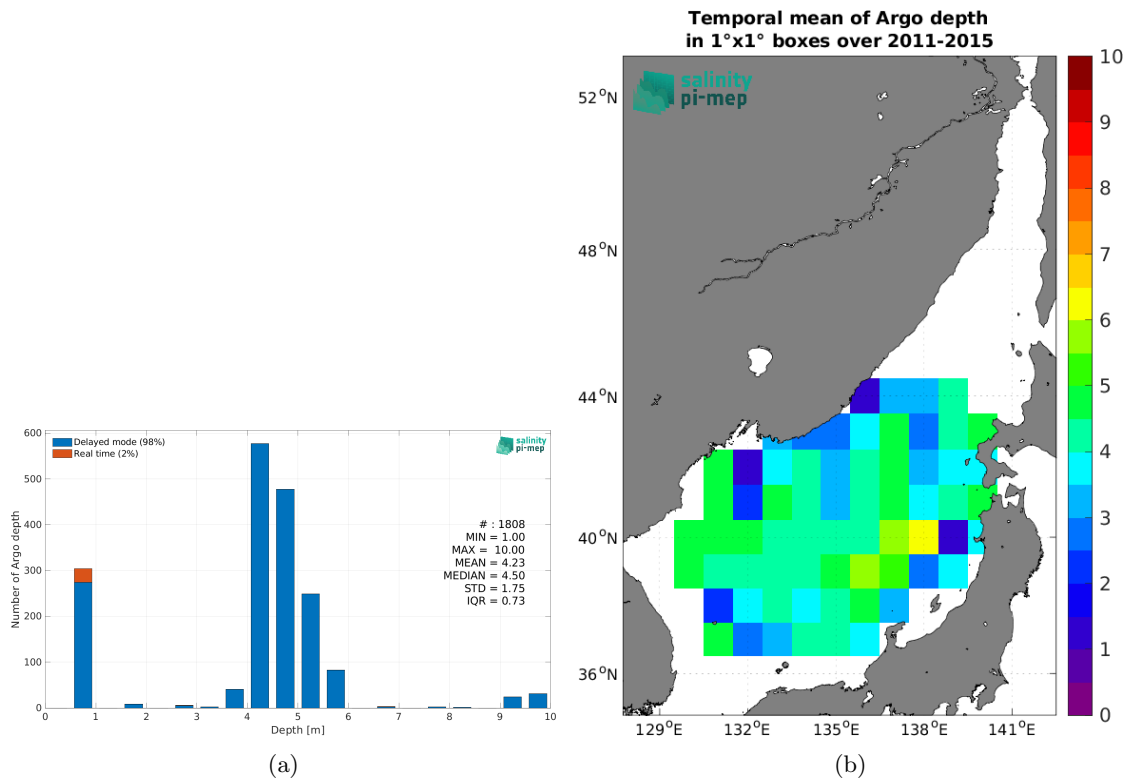 Temporal mean of Argo depth
in 1°x1° boxes over 2011-2015
salinity
pi-mep
52°N
48°N
44°N
40°N
36°N
129°E
132°E
135°E
138°E
141°E
10
9
8
7
6
5
4
3
2
1
0
(b)
600
500
400
300
200
100
0
Number of Argo depth
Delayed mode (98%)
Real time (2%)
salinity
pi-mep
# : 1808
MIN = 1.00
MAX = 10.00
MEAN = 4.23
MEDIAN = 4.50
STD = 1.75
IQR = 0.73
0 1 2 3 4 5 6 7 8 9 10
Depth [m]
(a)